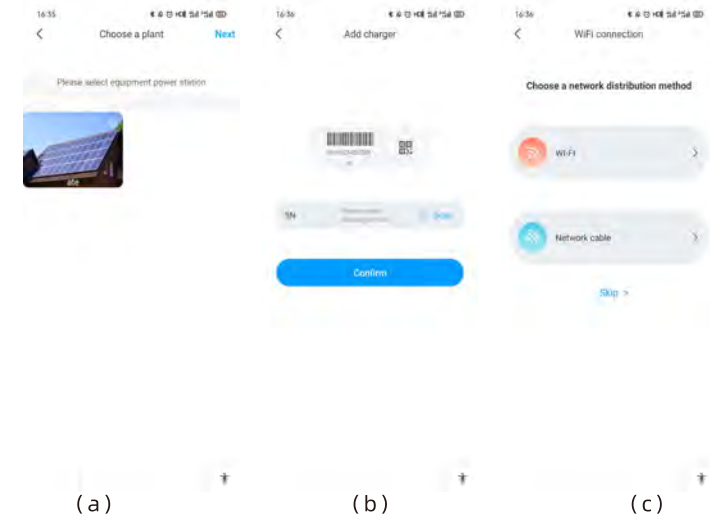 16:35
Choose a plant
Next
Please select equipment power station
ate
(a)
16:36
Add charger
SN
Confirm
(b)
16:36
WiFi connection
Choose a network distribution method
Wi-Fi
Network cable
Skip >
(c)